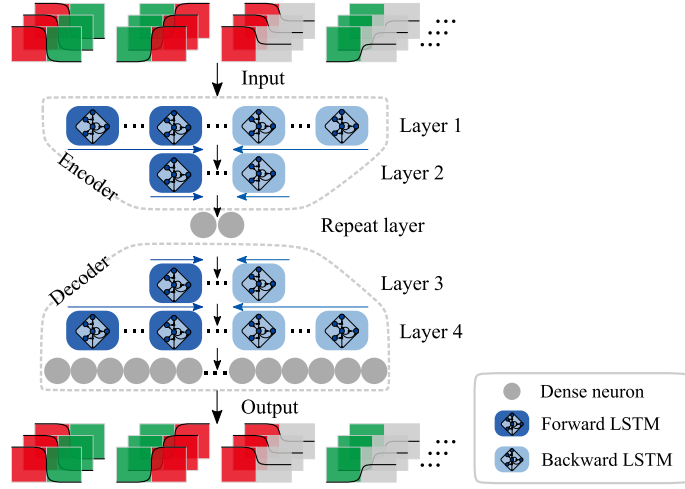 Input
Layer 1
Encoder
Layer 2
Repeat layer
Decoder
Layer 3
Layer 4
Output
Dense neuron
Forward LSTM
Backward LSTM